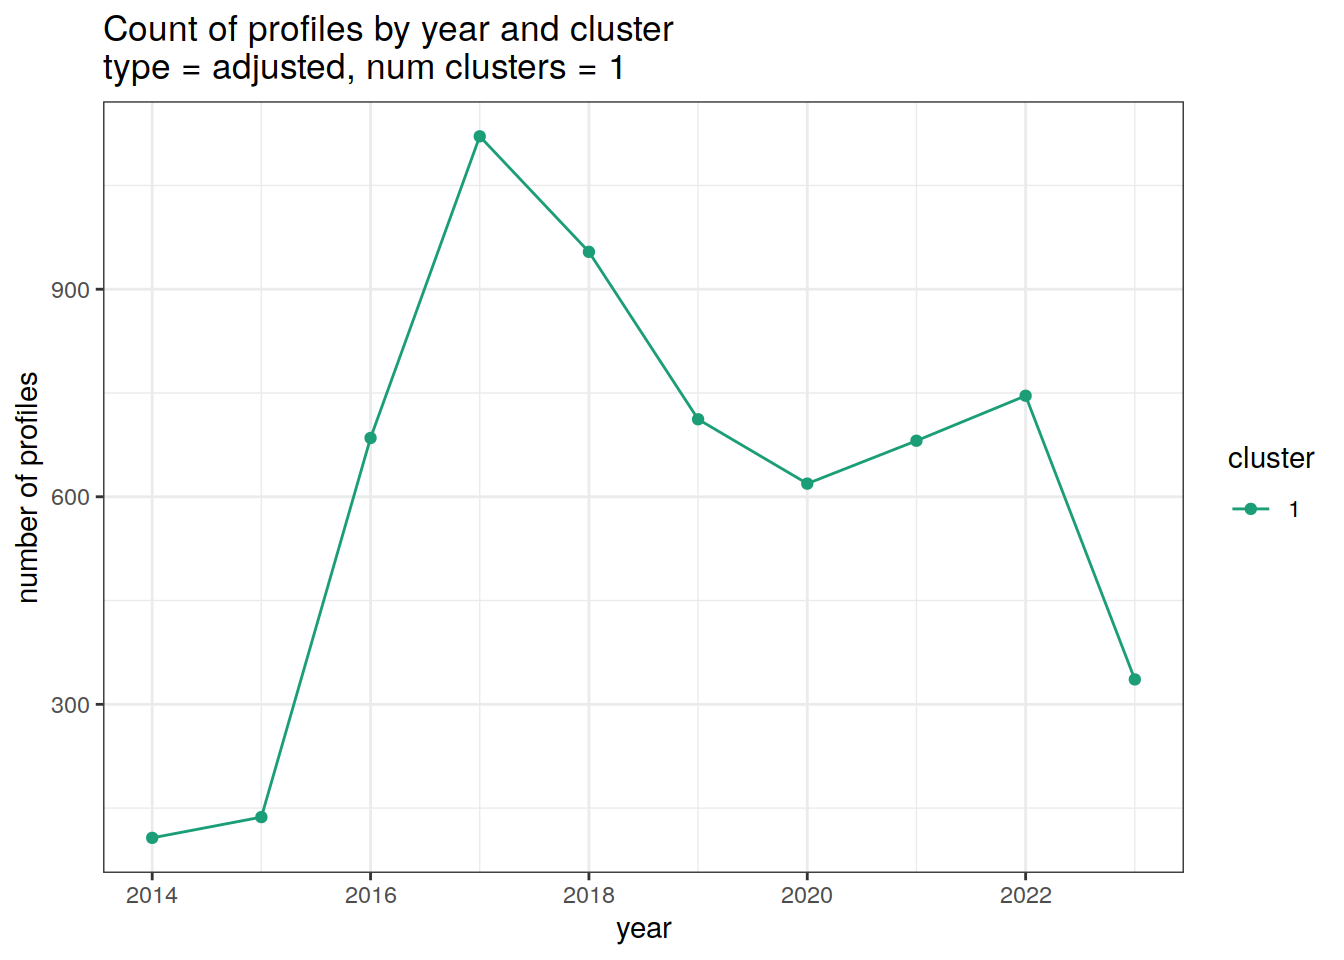 Count of profiles by year and cluster
type = adjusted, num clusters = 1
900
600
300
number of profiles
2014 2016 2018 2020 2022
year
cluster
1